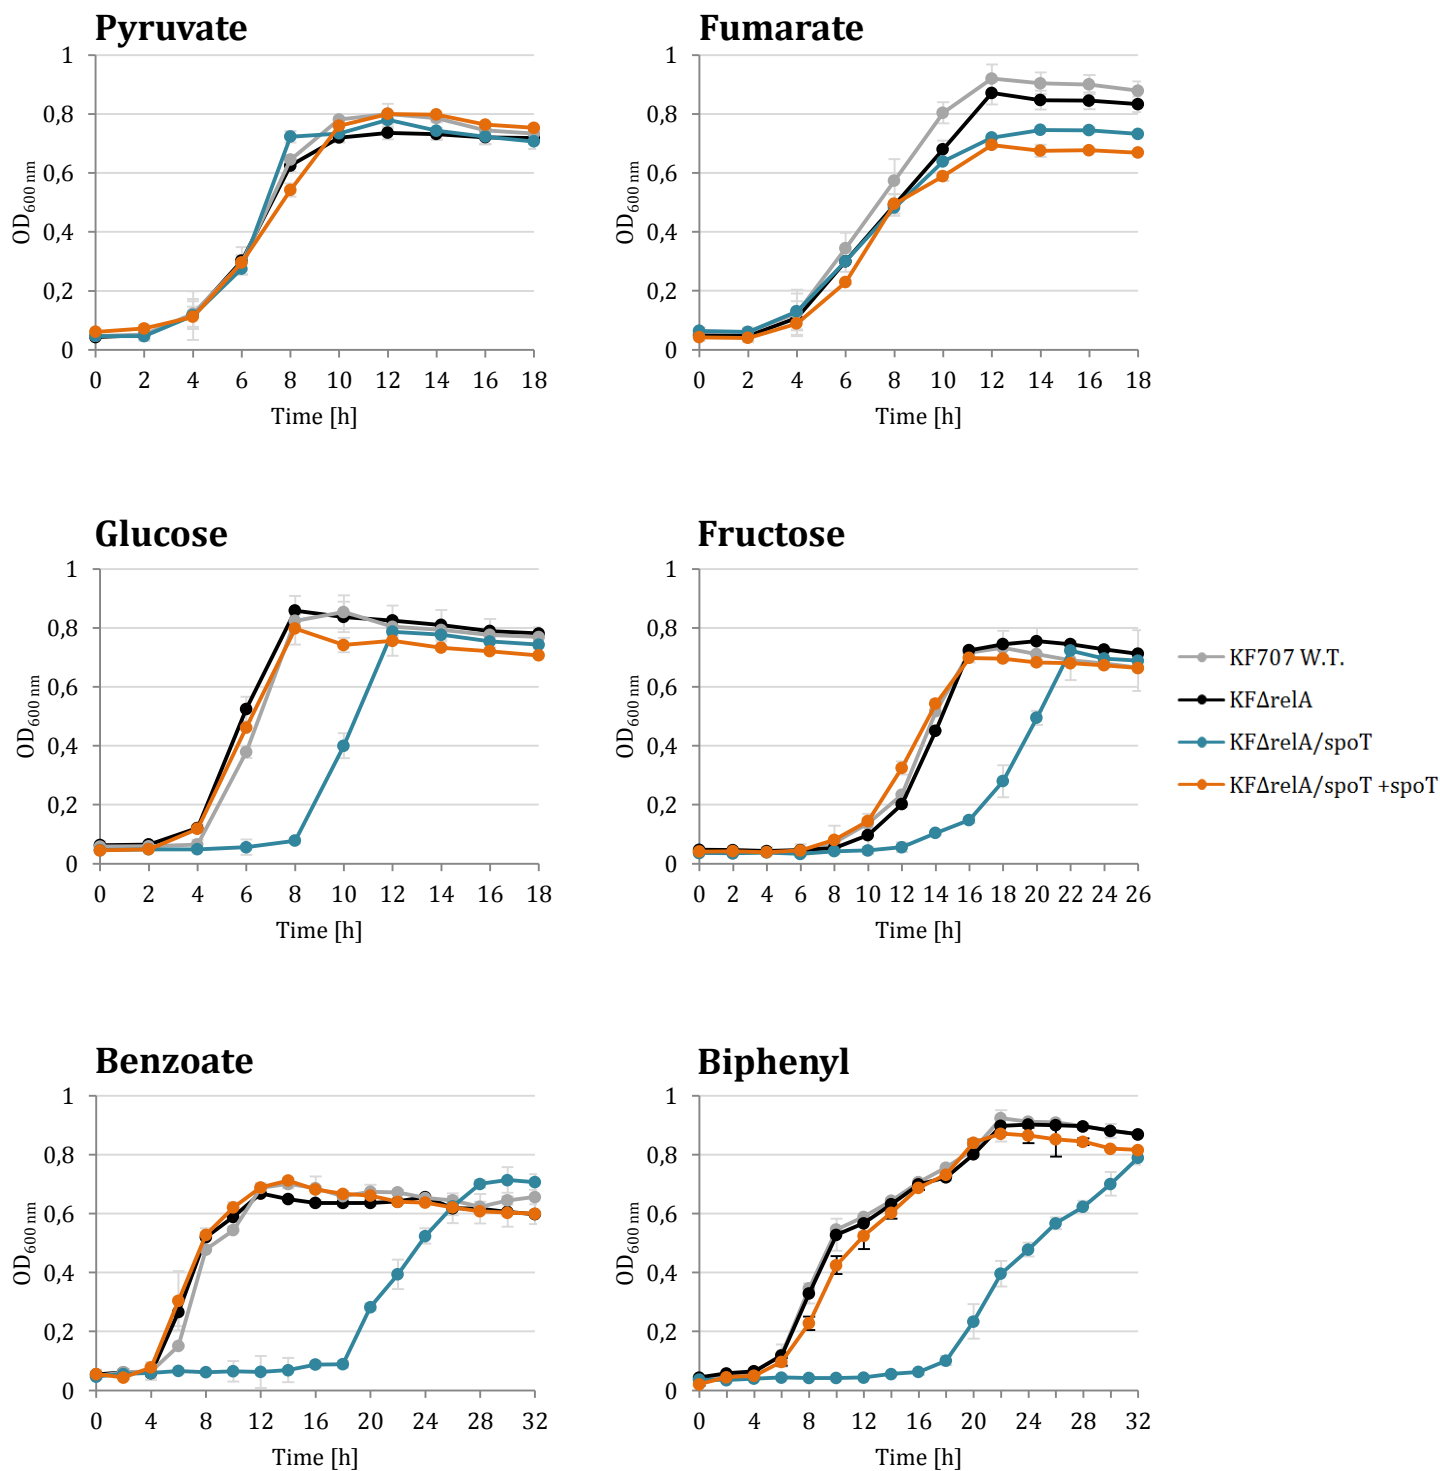 Pyruvate
1
0,8
0,6
0,4
0,2
0
OD600 nm
0 2 4 6 8 10 12 14 16 18
Time [h]
Fumarate
1
0,8
0,6
0,4
0,2
0
OD600 nm
0 2 4 6 8 10 12 14 16 18
Time [h]
Glucose
1
0,8
0,6
0,4
0,2
0
OD600 nm
0 2 4 6 8 10 12 14 16 18
Time [h]
Fructose
1
0,8
0,6
0,4
0,2
0
OD600 nm
0 2 4 6 8 10 12 14 16 18 20 22 24 26
Time [h]
KF707 W.T.
KFΔrelA
KFΔrelA/spoT
KFΔrelA/spoT +spoT
Benzoate
1
0,8
0,6
0,4
0,2
0
OD600 nm
0 4 8 12 16 20 24 28 32
Time [h]
Biphenyl
1
0,8
0,6
0,4
0,2
0
OD600 nm
0 4 8 12 16 20 24 28 32
Time [h]